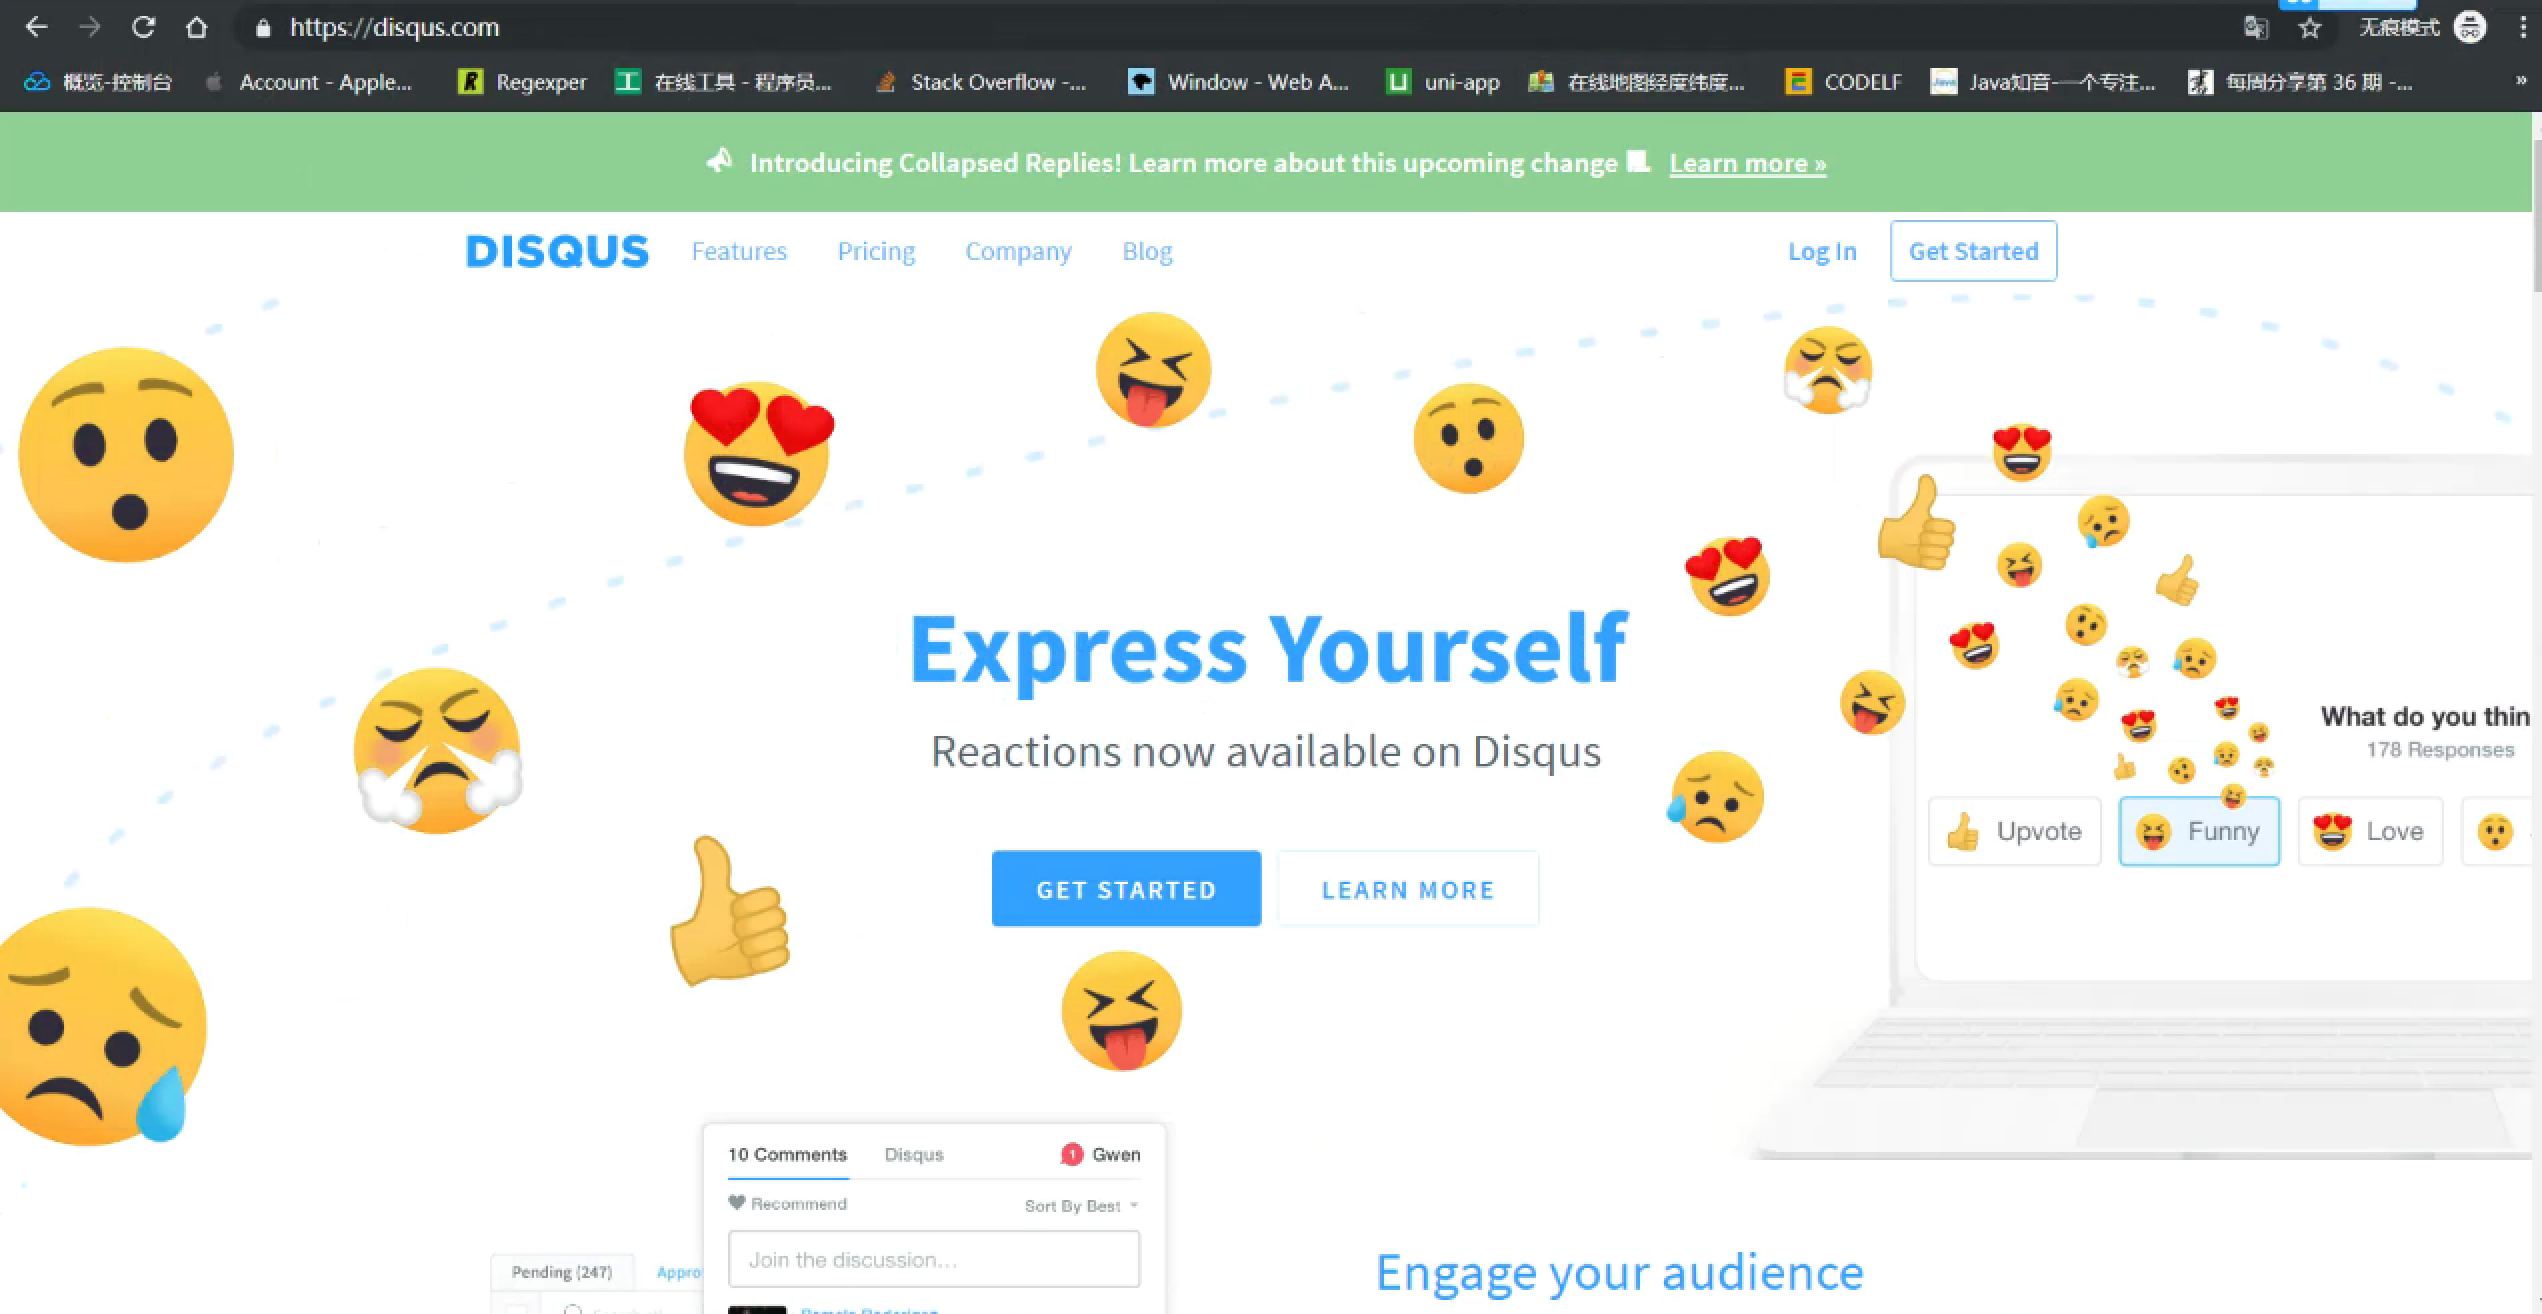 https://disqus.com
无痕模式
概览-控制台
Account - Apple...
Regexper
在线工具 - 程序员...
Stack Overflow -...
Window - Web A...
uni-app
在线地图经度纬度...
CODELF
Java知音-一个专注...
每周分享第 36 期 -...
»
Introducing Collapsed Replies! Learn more about this upcoming change Learn more »
DISQUS
Features
Pricing
Company
Blog
Log In
Get Started
Express Yourself
Reactions now available on Disqus
GET STARTED
LEARN MORE
What do you thin
178 Responses
Upvote
Funny
Love
10 Comments
Disqus
1
Gwen
Recommend
Sort By Best
Join the discussion...
Pending (247)
Appro
Engage your audience